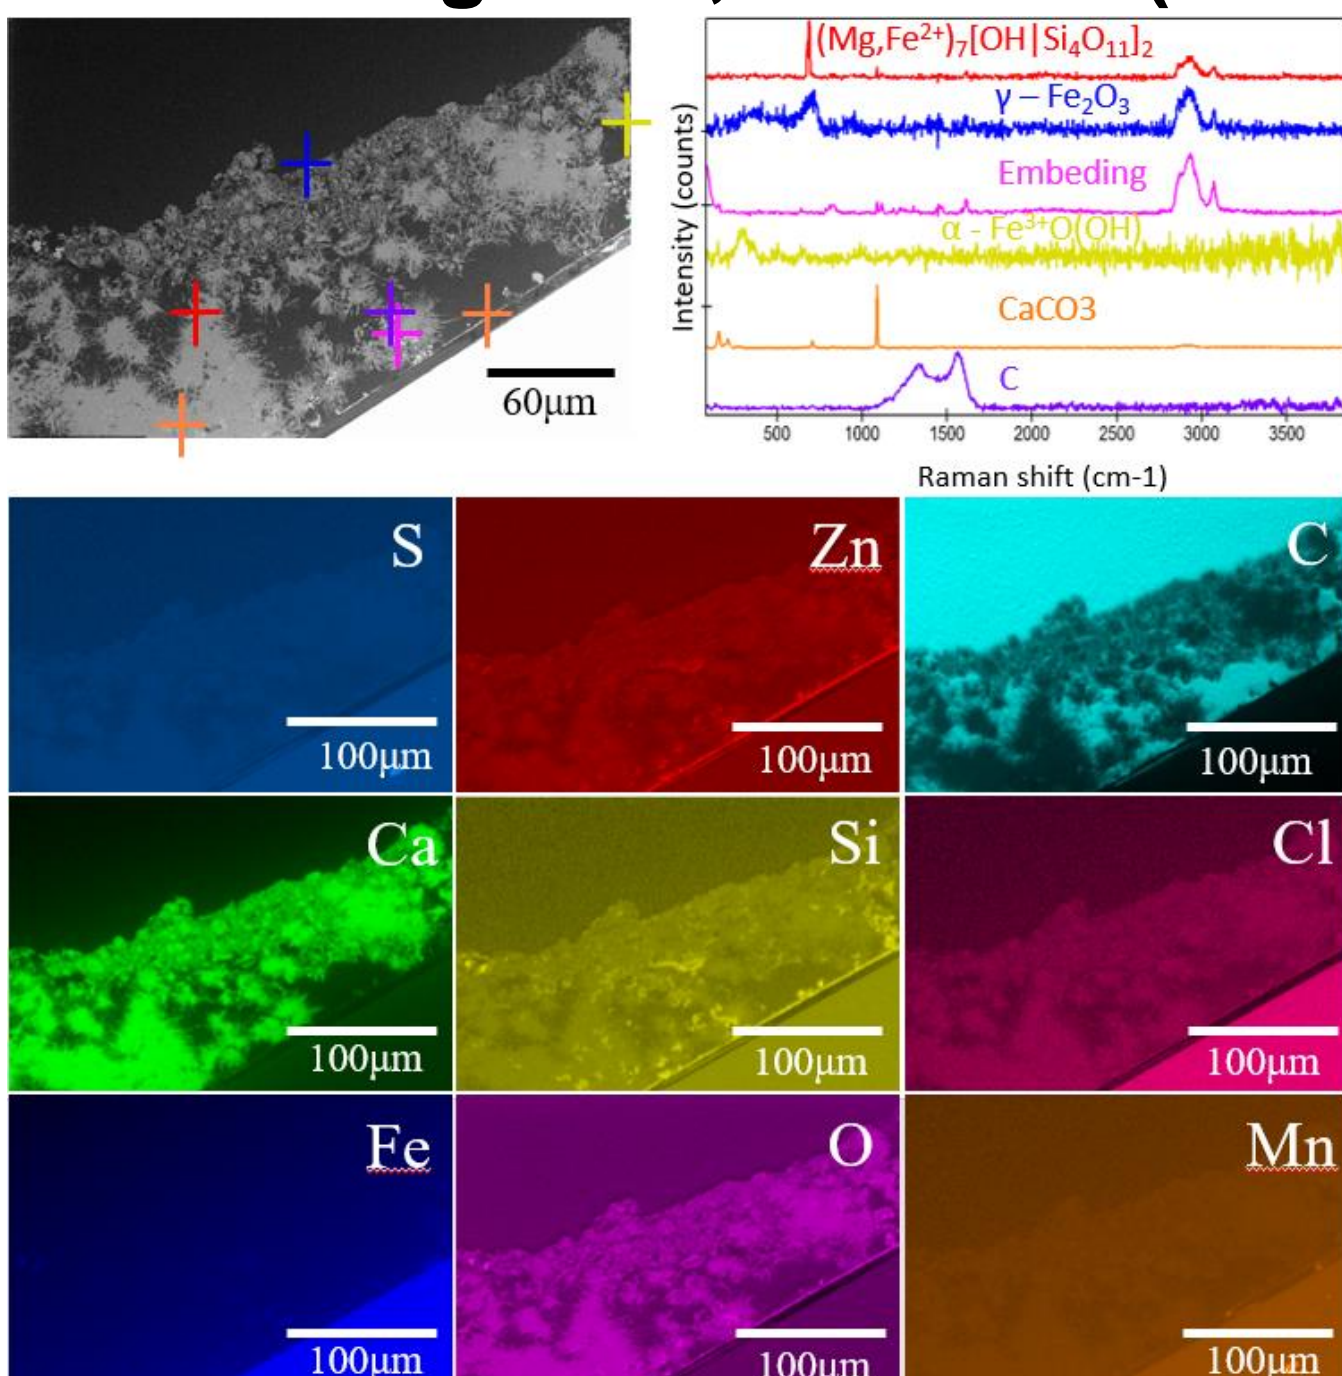 (Mg,Fe²⁺)₇[OH|Si₄O₁₁]₂
γ – Fe₂O₃
Embeding
α - Fe³⁺O(OH)
CaCO3
C
Intensity (counts)
500 1000 1500 2000 2500 3000 3500
Raman shift (cm-1)
60μm
S
100μm
Zn
100μm
C
100μm
Ca
100μm
Si
100μm
Cl
100μm
Fe
100μm
O
100μm
Mn
100μm